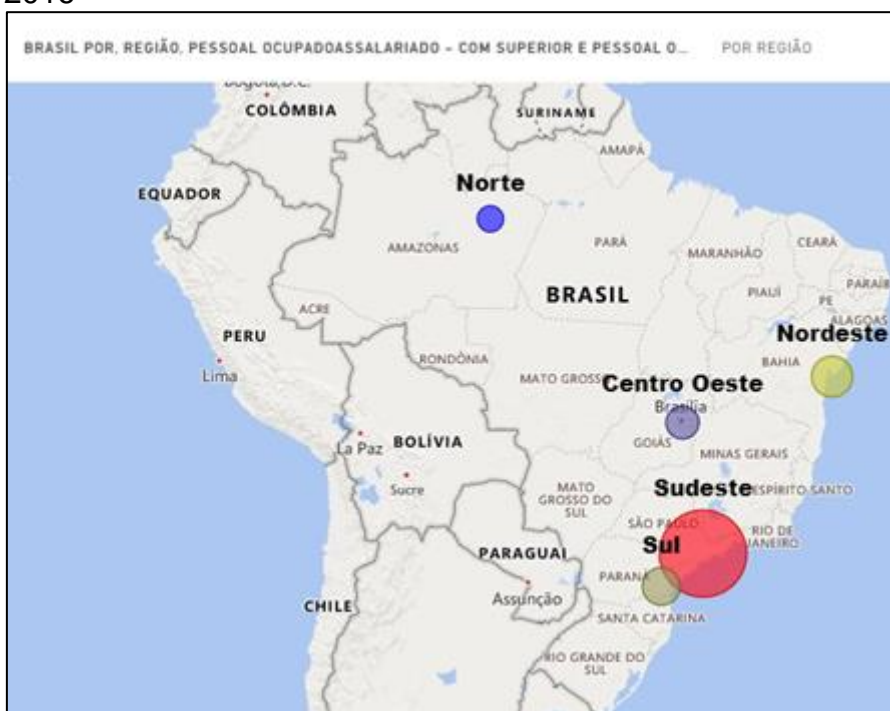 BRASIL POR, REGIÃO, PESSOAL OCUPADOASSALARIADO - COM SUPERIOR E PESSOAL O... POR REGIÃO
COLÔMBIA
SURINAME
AMAPÁ
Norte
EQUADOR
AMAZONAS
PARÁ
MARANHÃO
CEARÁ
BRASIL
PIAUÍ
PARAÍB
PE
ACRE
ALAGOAS
PERU
Nordeste
Lima
RONDÔNIA
BAHIA
MATO GROSSO
Centro Oeste
Brasília
La Paz
BOLÍVIA
GOIÁS
MINAS GERAIS
Sucre
MATO
GROSSO DO
SUL
Sudeste
ESPÍRITO SANTO
SÃO PAULO
RIO DE
JANEIRO
Sul
PARAGUAI
PARANÁ
Assunção
CHILE
SANTA CATARINA
RIO GRANDE DO
SUL